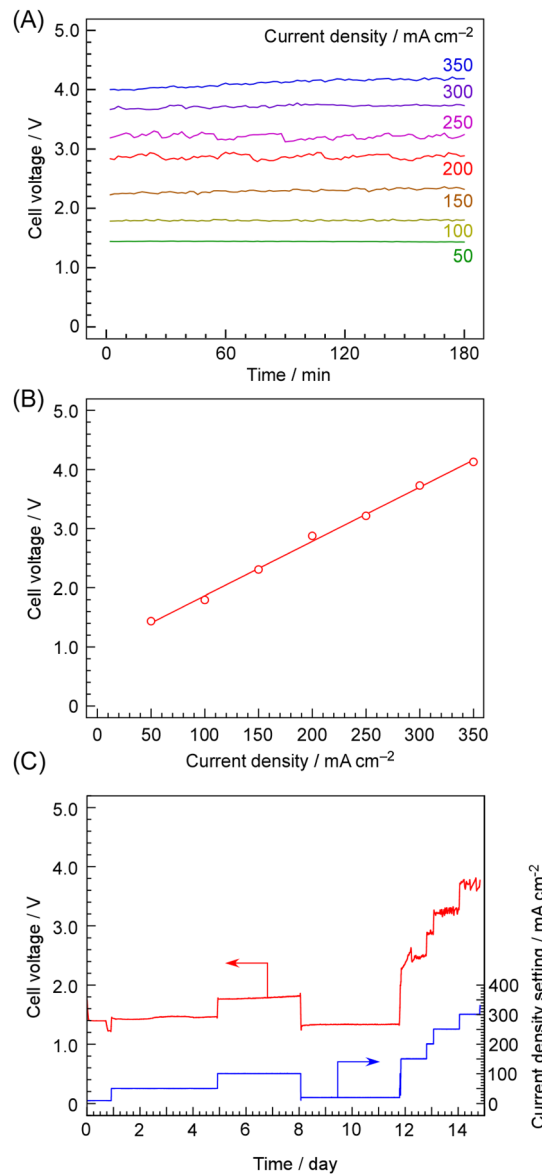 (A)
Current density / mA cm⁻²
5.0
4.0
3.0
2.0
1.0
0
Cell voltage / V
350
300
250
200
150
100
50
0 60 120 180
Time / min
(B)
5.0
4.0
3.0
2.0
1.0
0
Cell voltage / V
0 50 100 150 200 250 300 350
Current density / mA cm⁻²
(C)
5.0
4.0
3.0
2.0
1.0
0
Cell voltage / V
400
300
200
100
0
Current density setting / mA cm⁻²
0 2 4 6 8 10 12 14
Time / day